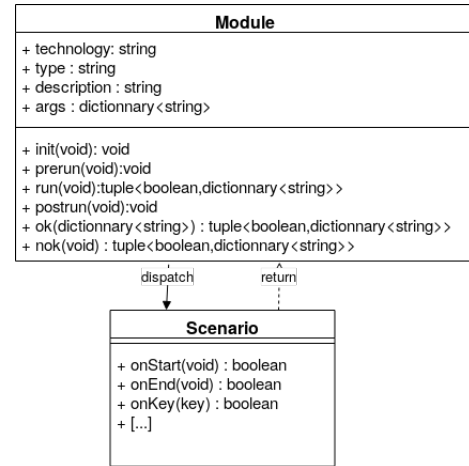 Module
+ technology: string
+ type : string
+ description : string
+ args : dictionnary<string>
+ init(void): void
+ prerun(void):void
+ run(void):tuple<boolean,dictionnary<string>>
+ postrun(void):void
+ ok(dictionnary<string>) : tuple<boolean,dictionnary<string>>
+ nok(void) : tuple<boolean,dictionnary<string>>
dispatch return
Scenario
+ onStart(void) : boolean
+ onEnd(void) : boolean
+ onKey(key) : boolean
+ [...]